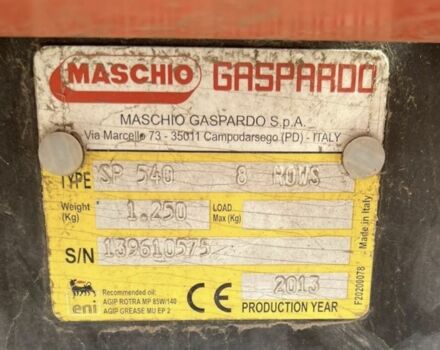 MASCHIO GASPARDO
MASCHIO GASPARDO S.p.A.
Via Marcello 73 - 35011 Campodarsego (PD) - ITALY
TYPE SP 540 8 ROWS
Weight (Kg) 1.250 LOAD Max (Kg)
S/N 139610575
Made in Italy
F20200078
eni
Recommended oil:
AGIP ROTRA MP 85W/140
AGIP GREASE MU EP 2
CE
2013
PRODUCTION YEAR